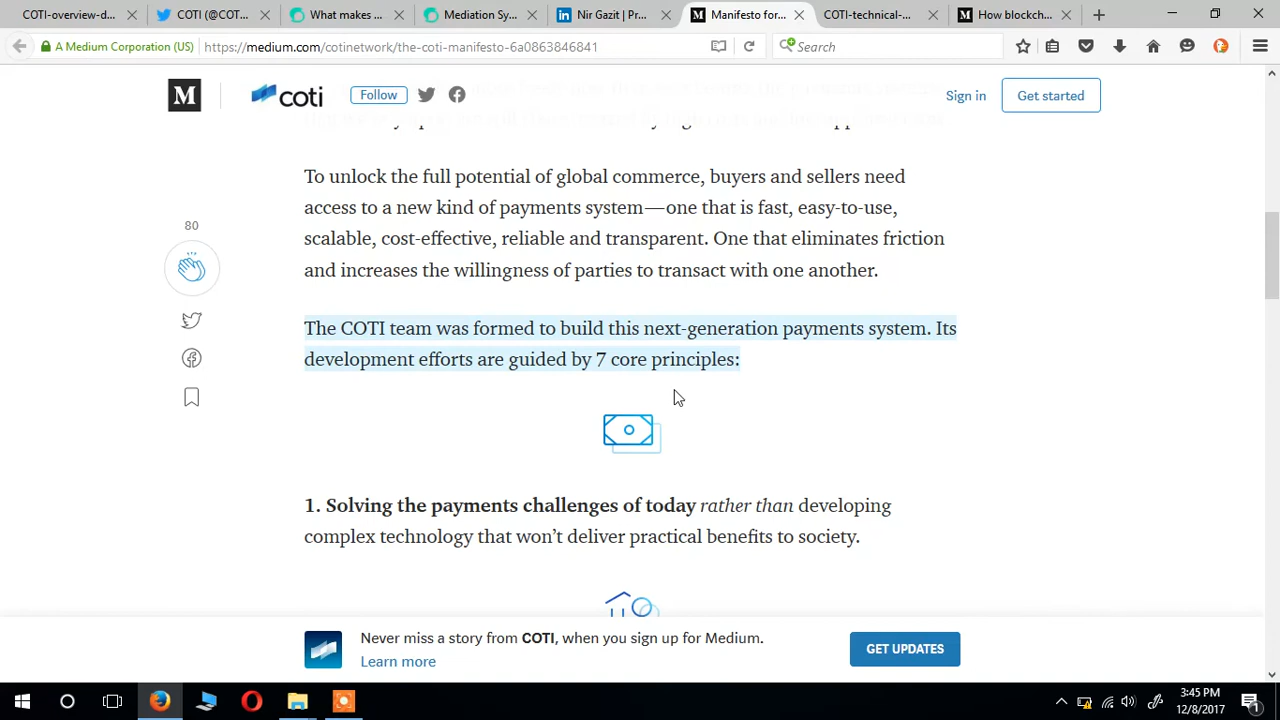 COTI-overview-d...
COTI (@COT...
What makes
Mediation Sy...
Nir Gazit | Pr...
Manifesto for...
COTI-technical-...
How blockch...
A Medium Corporation (US)
https://medium.com/cotinetwork/the-coti-manifesto-6a0863846841
Search
M
coti
Follow
Sign in
Get started
To unlock the full potential of global commerce, buyers and sellers need
access to a new kind of payments system—one that is fast, easy-to-use,
scalable, cost-effective, reliable and transparent. One that eliminates friction
and increases the willingness of parties to transact with one another.
80
The COTI team was formed to build this next-generation payments system. Its
development efforts are guided by 7 core principles:
1. Solving the payments challenges of today rather than developing
complex technology that won’t deliver practical benefits to society.
Never miss a story from COTI, when you sign up for Medium.
Learn more
GET UPDATES
3:45 PM
12/8/2017
1